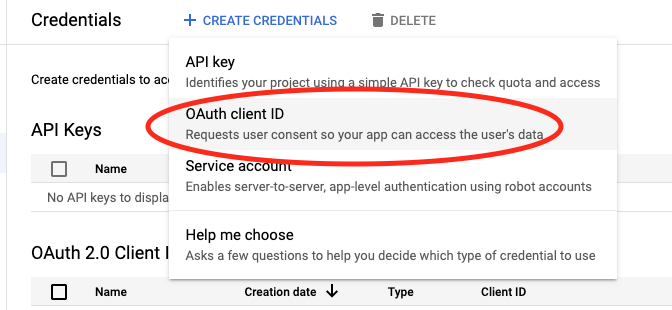 Credentials + CREATE CREDENTIALS DELETE
API key
Identifies your project using a simple API key to check quota and access
Create credentials to acc
OAuth client ID
Requests user consent so your app can access the user's data
API Keys
Service account
Name
Enables server-to-server, app-level authentication using robot accounts
No API keys to displa
Help me choose
Asks a few questions to help you decide which type of credential to use
OAuth 2.0 Client I
Name Creation date Type Client ID